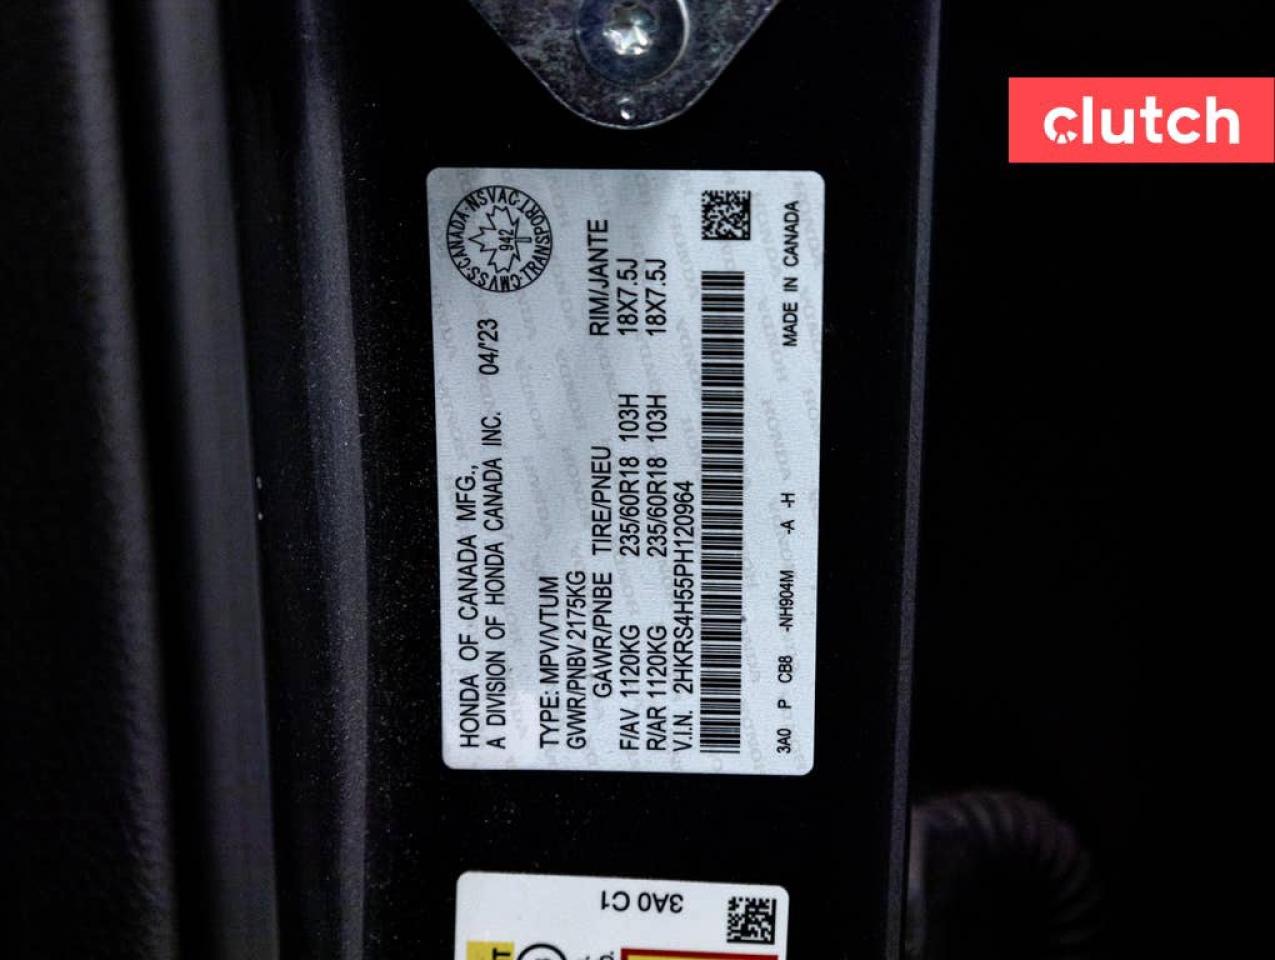 clutch
HONDA OF CANADA MFG.,
A DIVISION OF HONDA CANADA INC. 04/'23
CMVSS·CANADA·NSVAC·TRANSPORT
942
TYPE: MPV/VTUM
GVWR/PNBV 2175KG
GAWR/PNBE TIRE/PNEU RIM/JANTE
F/AV 1120KG 235/60R18 103H 18X7.5J
R/AR 1120KG 235/60R18 103H 18X7.5J
V.I.N. 2HKRS4H55PH120964
MADE IN CANADA
3A0 P CB8 -NH904M -A -H
3A0 C1